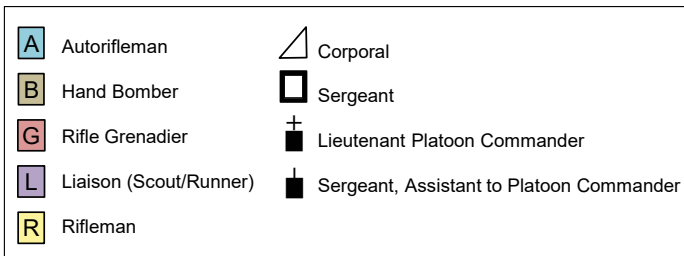 A Autorifleman
B Hand Bomber
G Rifle Grenadier
L Liaison (Scout/Runner)
R Rifleman
Corporal
Sergeant
Lieutenant Platoon Commander
Sergeant, Assistant to Platoon Commander